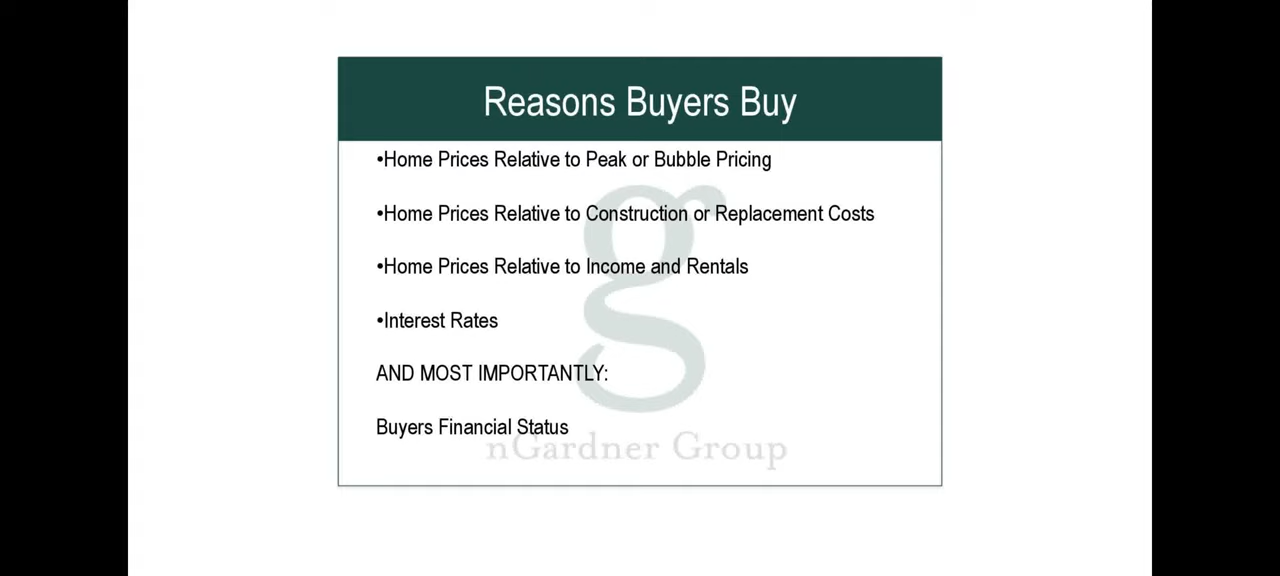 Reasons Buyers Buy
•Home Prices Relative to Peak or Bubble Pricing
•Home Prices Relative to Construction or Replacement Costs
•Home Prices Relative to Income and Rentals
•Interest Rates
AND MOST IMPORTANTLY:
Buyers Financial Status
g
nGardner Group